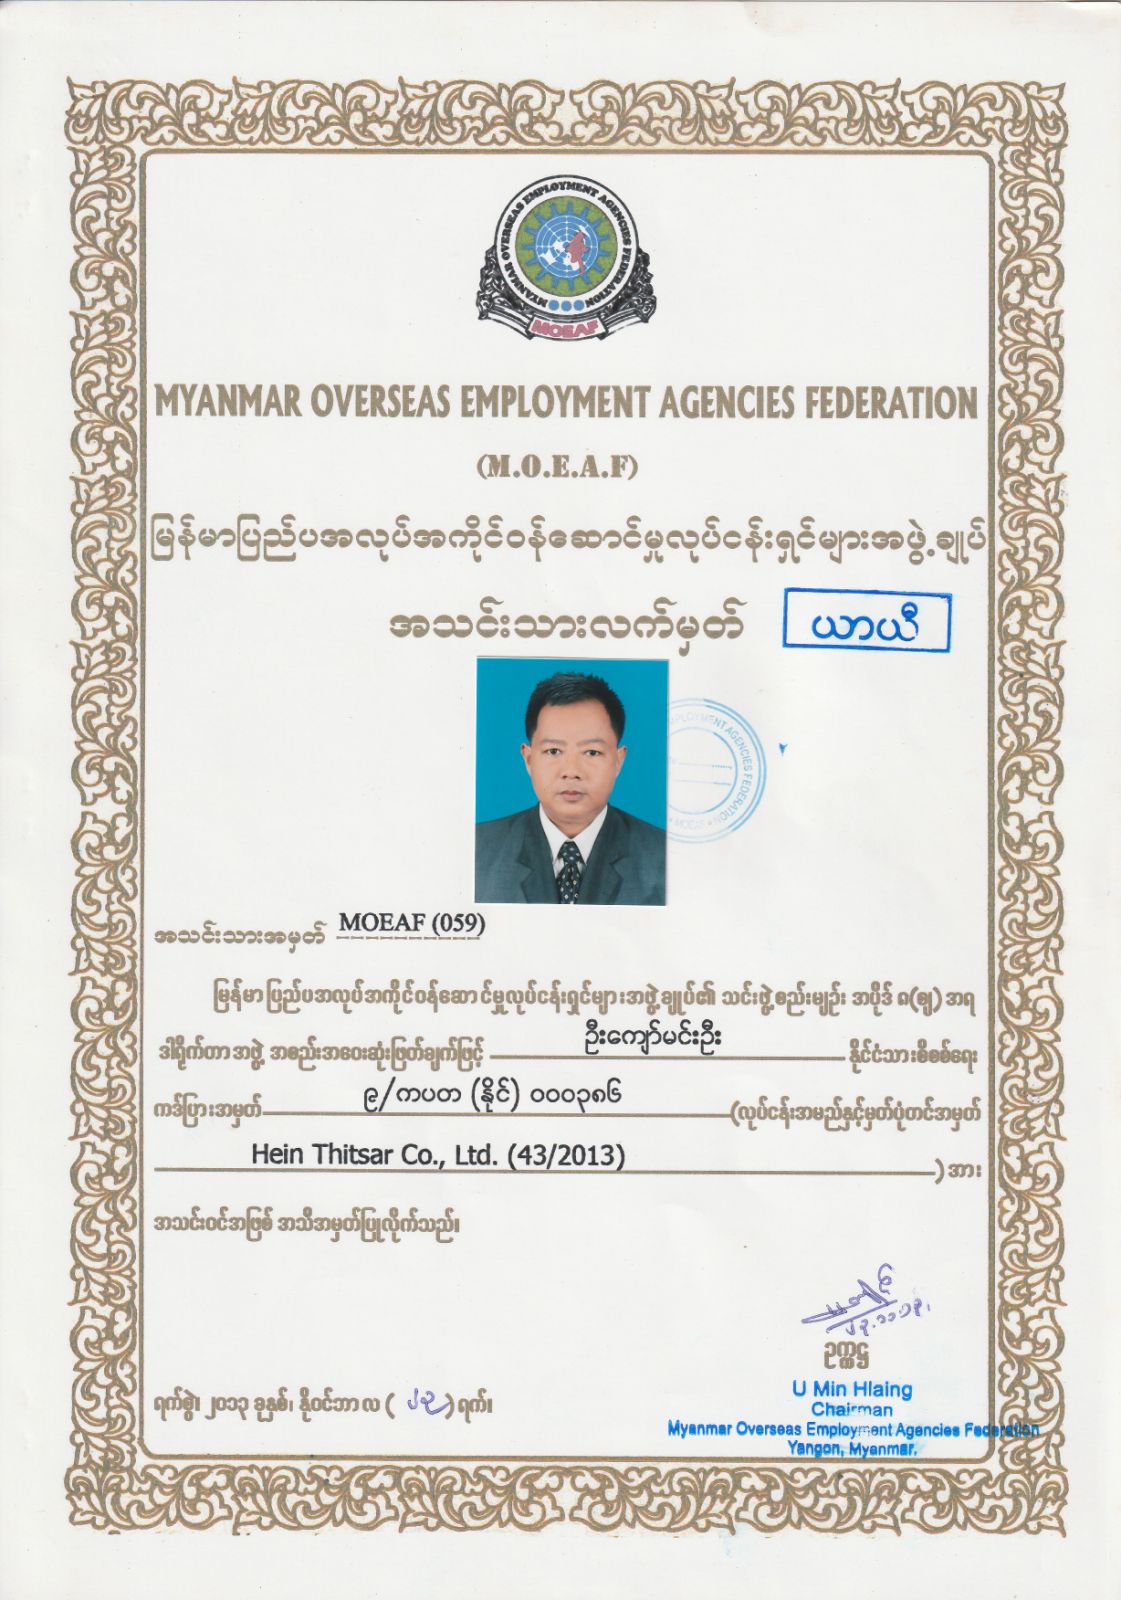 MYANMAR OVERSEAS EMPLOYMENT AGENCIES FEDERATION
MOEAF
MYANMAR OVERSEAS EMPLOYMENT AGENCIES FEDERATION
(M.O.E.A.F)
မြန်မာပြည်ပအလုပ်အကိုင်ဝန်ဆောင်မှုလုပ်ငန်းရှင်များအဖွဲ့ချုပ်
အသင်းသားလက်မှတ်
ယာယီ
EMPLOYMENT AGENCIES FEDERATION
MOEAF
အသင်းသားအမှတ် MOEAF (059)
မြန်မာပြည်ပအလုပ်အကိုင်ဝန်ဆောင်မှုလုပ်ငန်းရှင်များအဖွဲ့ချုပ်၏ သင်းဖွဲ့စည်းမျဉ်း အပိုဒ် ၈(ဈ) အရ
ဒါရိုက်တာအဖွဲ့ အစည်းအဝေးဆုံးဖြတ်ချက်ဖြင့် ဦးကျော်မင်းဦး နိုင်ငံသားစိစစ်ရေး
ကဒ်ပြားအမှတ် ၉/ကပတ (နိုင်) ၀၀၀၃၈၆ (လုပ်ငန်းအမည်နှင့်မှတ်ပုံတင်အမှတ်
Hein Thitsar Co., Ltd. (43/2013) ) အား
အသင်းဝင်အဖြစ် အသိအမှတ်ပြုလိုက်သည်။
၂၃.၁၁.၁၃.
ဥက္ကဋ္ဌ
U Min Hlaing
Chairman
Myanmar Overseas Employment Agencies Federation
Yangon, Myanmar.
ရက်စွဲ၊ ၂၀၁၃ ခုနှစ်၊ နိုဝင်ဘာလ ( ၂၃ ) ရက်။